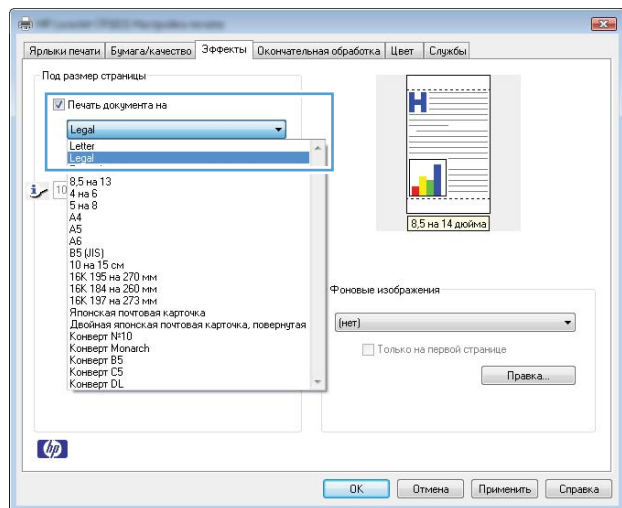 Ярлыки печати Бумага/качество Эффекты Окончательная обработка Цвет Службы
Под размер страницы
Печать документа на
Legal
Letter
Legal
8,5 на 13
4 на 6
5 на 8
A4
A5
A6
B5 (JIS)
10 на 15 см
16K 195 на 270 мм
16K 184 на 260 мм
16K 197 на 273 мм
Японская почтовая карточка
Двойная японская почтовая карточка, повернутая
Конверт №10
Конверт Monarch
Конверт B5
Конверт C5
Конверт DL
10
H
8,5 на 14 дюйма
Фоновые изображения
(нет)
Только на первой странице
Правка...
hp
OK Отмена Применить Справка